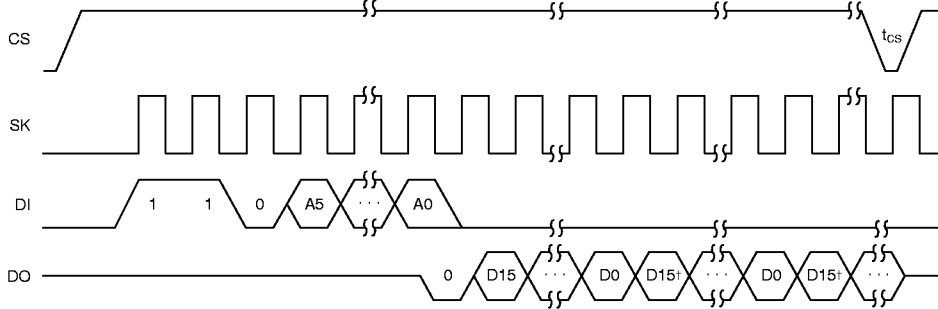 CS tCS
SK
DI 1 1 0 A5 · · · A0
DO 0 D15 · · · D0 D15† · · · D0 D15† · · ·